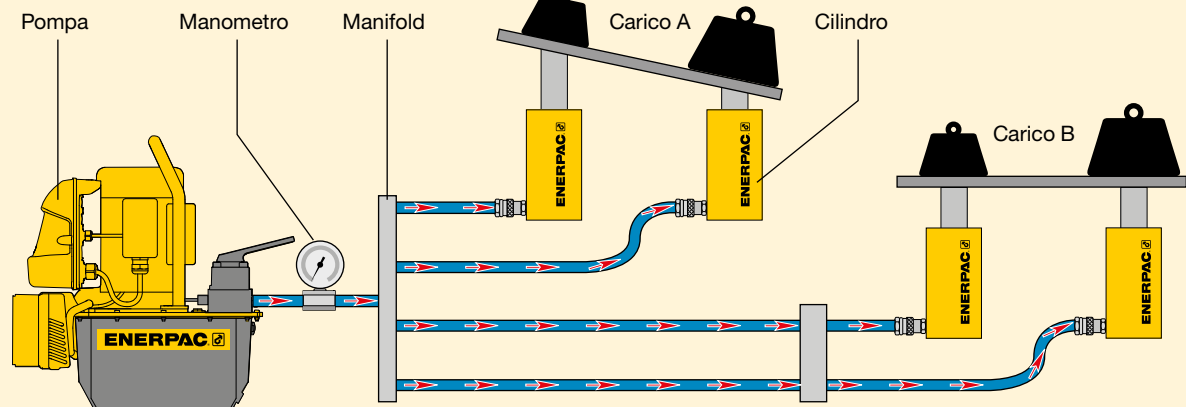 Pompa
Manometro
Manifold
Carico A
Cilindro
Carico B
ENERPAC
ENERPAC
ENERPAC
ENERPAC
ENERPAC